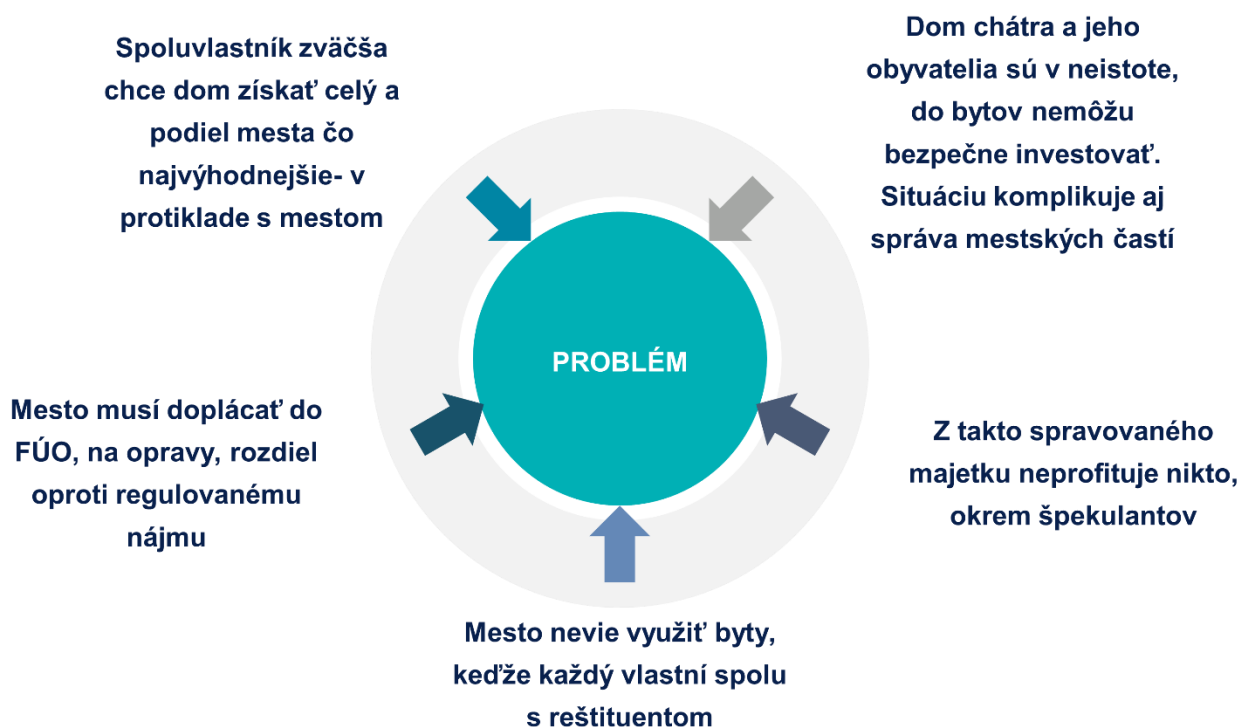 Spoluvlastník zväčša
chce dom získať celý a
podiel mesta čo
najvýhodnejšie- v
protiklade s mestom
Dom chátra a jeho
obyvatelia sú v neistote,
do bytov nemôžu
bezpečne investovať.
Situáciu komplikuje aj
správa mestských častí
PROBLÉM
Mesto musí doplácať do
FÚO, na opravy, rozdiel
oproti regulovanému
nájmu
Z takto spravovaného
majetku neprofituje nikto,
okrem špekulantov
Mesto nevie využiť byty,
keďže každý vlastní spolu
s reštituentom